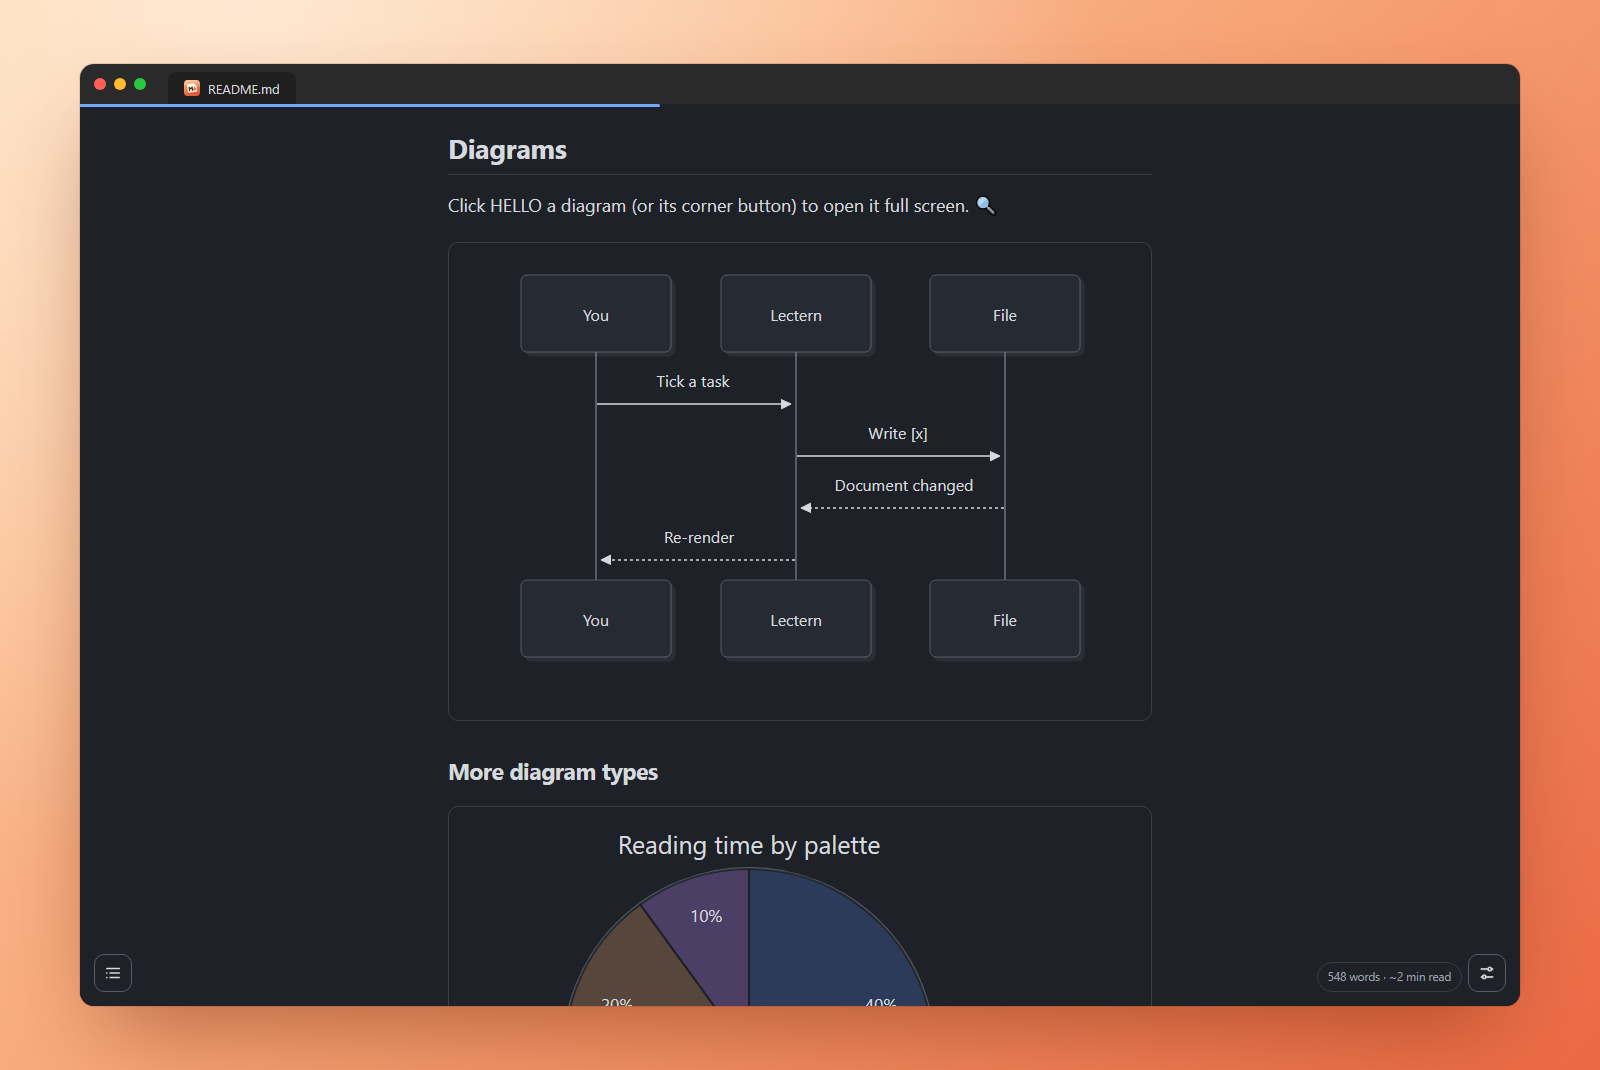 README.md
Diagrams
Click HELLO a diagram (or its corner button) to open it full screen. 🔍
You
Lectern
File
Tick a task
Write [x]
Document changed
Re-render
You
Lectern
File
More diagram types
Reading time by palette
10%
20%
40%
548 words · ~2 min read